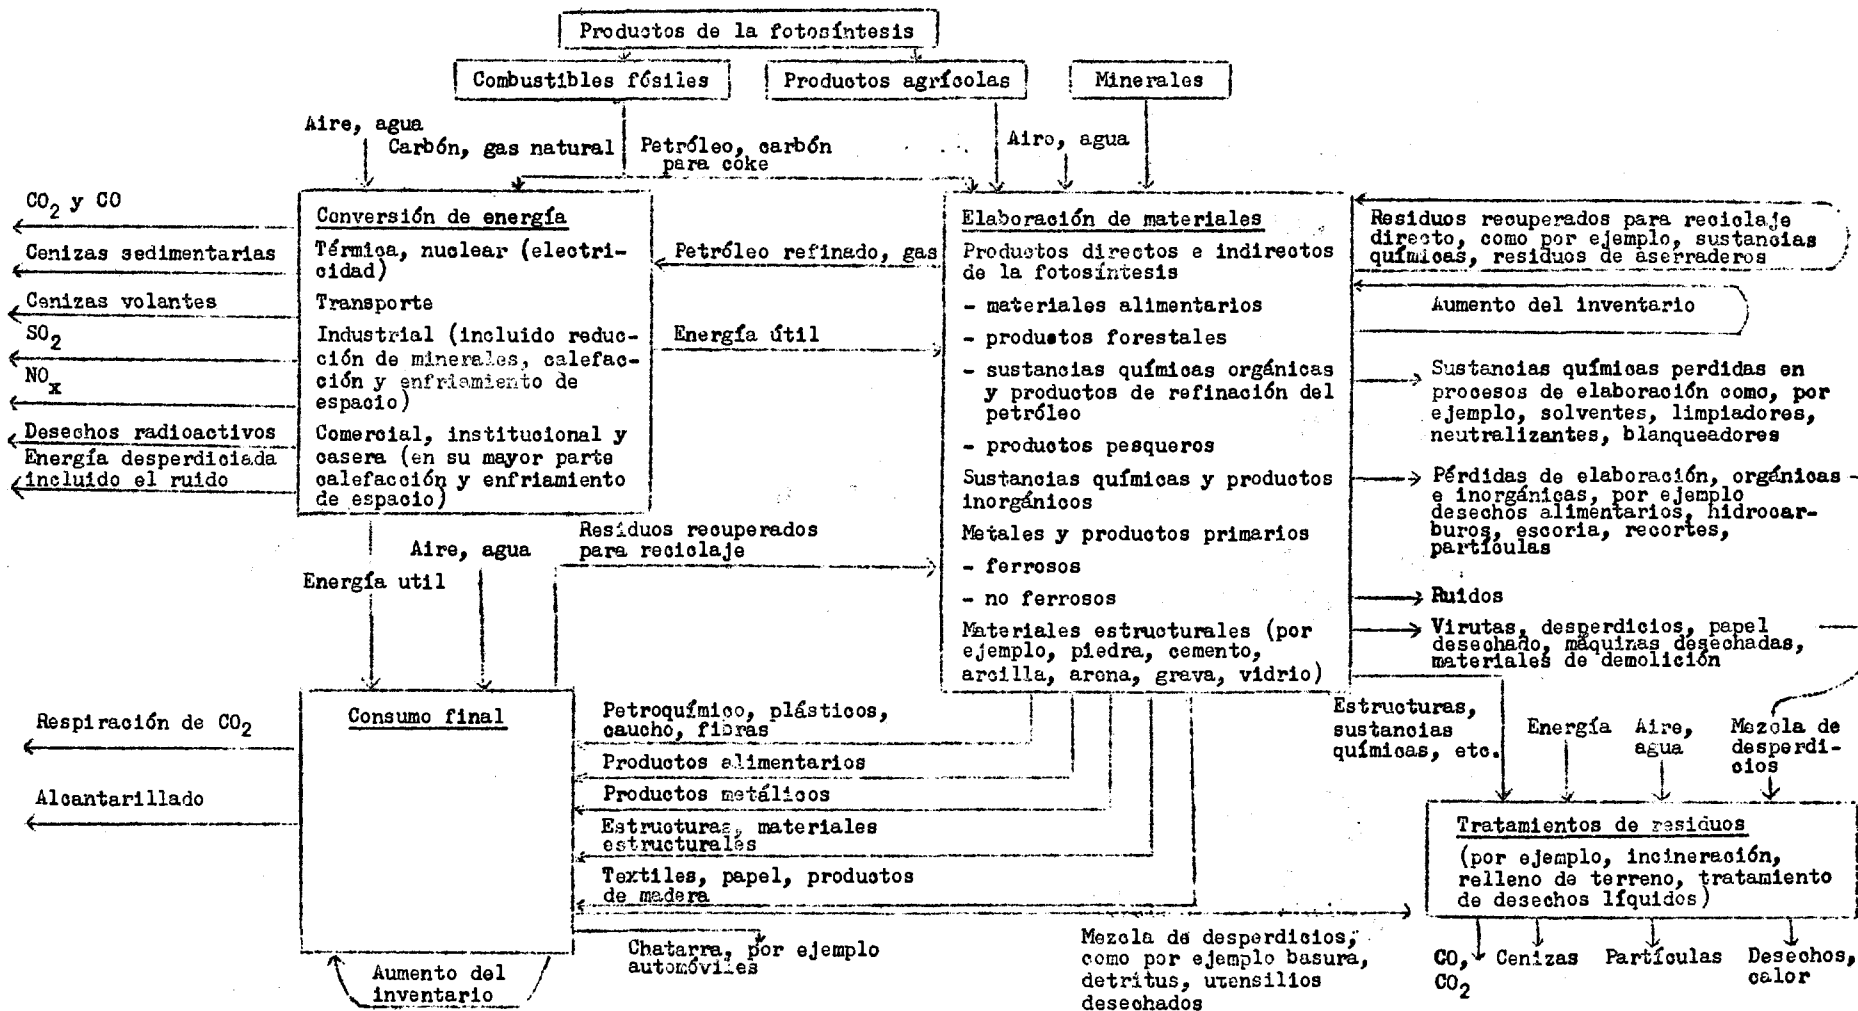 Productos de la fotosíntesis
Combustibles fósiles
Productos agrícolas
Minerales
Aire, agua
Carbón, gas natural
Petróleo, carbón
para coke
Airo, agua
CO2 y CO
Cenizas sedimentarias
Cenizas volantes
SO2
NOx
Desechos radioactivos
Energía desperdiciada
incluido el ruido
Conversión de energía
Térmica, nuclear (electri-
cidad)
Transporte
Industrial (incluido reduc-
ción de minerales, calefac-
ción y enfriamiento de
espacio)
Comercial, institucional y
casera (en su mayor parte
calefacción y enfriamiento
de espacio)
Petróleo refinado, gas
Energía útil
Elaboración de materiales
Productos directos e indirectos
de la fotosíntesis
- materiales alimentarios
- productos forestales
- sustancias químicas orgánicas
y productos de refinación del
petróleo
- productos pesqueros
Sustancias químicas y productos
inorgánicos
Metales y productos primarios
- ferrosos
- no ferrosos
Materiales estructurales (por
ejemplo, piedra, cemento,
arcilla, arena, grava, vidrio)
Residuos recuperados para reciclaje
directo, como por ejemplo, sustancias
químicas, residuos de aserraderos
Aumento del inventario
Sustancias químicas perdidas en
procesos de elaboración como, por
ejemplo, solventes, limpiadores,
neutralizantes, blanqueadores
Pérdidas de elaboración, orgánicas
e inorgánicas, por ejemplo
desechos alimentarios, hidrocar-
buros, escoria, recortes,
partículas
Ruidos
Virutas, desperdicios, papel
desechado, máquinas desechadas,
materiales de demolición
Aire, agua
Energía util
Residuos recuperados
para reciclaje
Respiración de CO2
Alcantarillado
Consumo final
Petroquímico, plásticos,
caucho, fibras
Productos alimentarios
Productos metálicos
Estructuras, materiales
estructurales
Textiles, papel, productos
de madera
Chatarra, por ejemplo
automóviles
Aumento del
inventario
Mezcla de desperdicios,
como por ejemplo basura,
detritus, utensilios
desechados
Estructuras,
sustancias
químicas, etc.
Energía
Aire,
agua
Mezcla de
desperdi-
cios
Tratamientos de residuos
(por ejemplo, incineración,
relleno de terreno, tratamiento
de desechos líquidos)
CO,
CO2
Cenizas
Partículas
Desechos,
calor